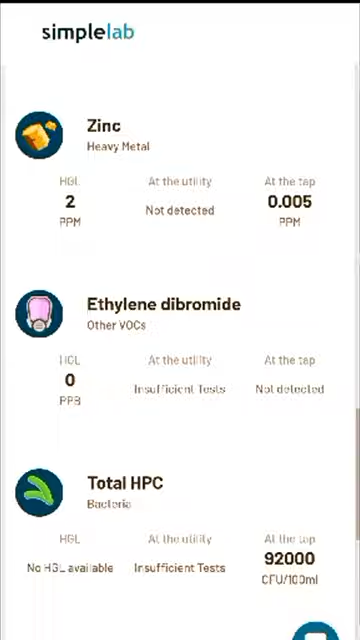 simplelab
Zinc
Heavy Metal
HGL At the utility At the tap
2 Not detected 0.005
PPM PPM
Ethylene dibromide
Other VOCs
HGL At the utility At the tap
0 Insufficient Tests Not detected
PPB
Total HPC
Bacteria
HGL At the utility At the tap
No HGL available Insufficient Tests 92000
CFU/100ml